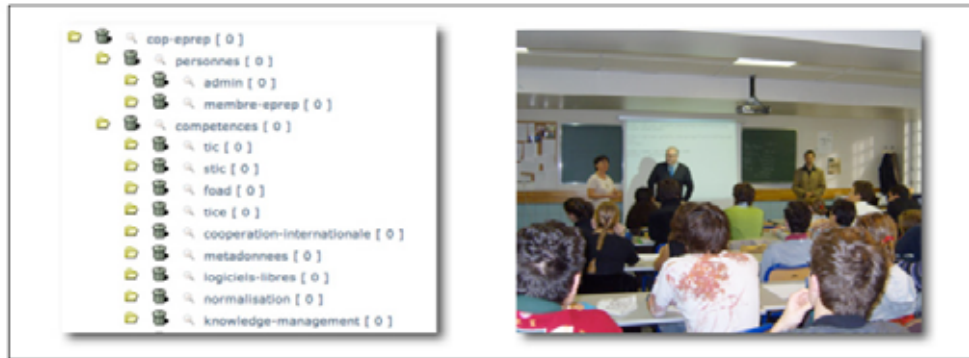 cop-eprep [ 0 ]
personnes [ 0 ]
admin [ 0 ]
membre-eprep [ 0 ]
competences [ 0 ]
tic [ 0 ]
stic [ 0 ]
foad [ 0 ]
tice [ 0 ]
cooperation-internationale [ 0 ]
metadonnees [ 0 ]
logiciels-libres [ 0 ]
normalisation [ 0 ]
knowledge-management [ 0 ]